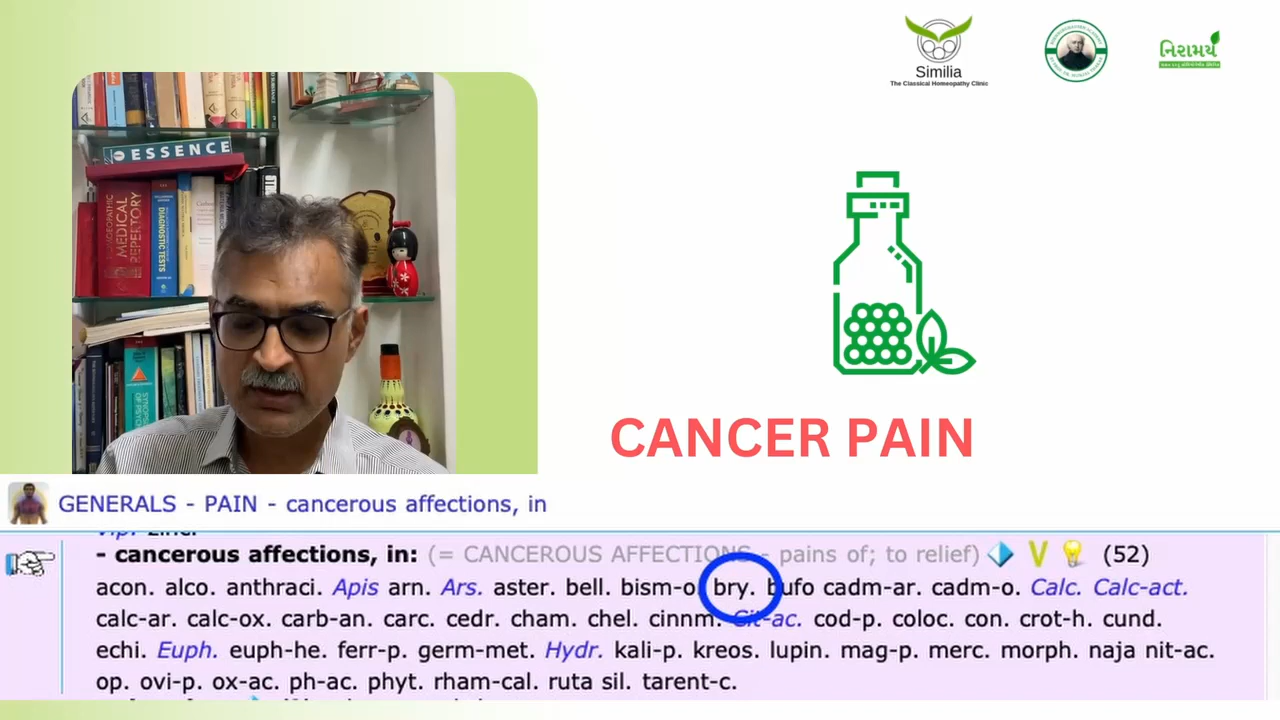 Similia
The Classical Homeopathy Clinic
નિરામય
ESSENCE
HOMOEOPATHIC
MEDICAL
REPERTORY
DIAGNOSTIC TESTS
SYNOPSIS
CANCER PAIN
GENERALS - PAIN - cancerous affections, in
- cancerous affections, in: (= CANCEROUS AFFECTIONS - pains of; to relief) (52)
acon. alco. anthraci. Apis arn. Ars. aster. bell. bism-o. bry. bufo cadm-ar. cadm-o. Calc. Calc-act.
calc-ar. calc-ox. carb-an. carc. cedr. cham. chel. cinnm. Cit-ac. cod-p. coloc. con. crot-h. cund.
echi. Euph. euph-he. ferr-p. germ-met. Hydr. kali-p. kreos. lupin. mag-p. merc. morph. naja nit-ac.
op. ovi-p. ox-ac. ph-ac. phyt. rham-cal. ruta sil. tarent-c.